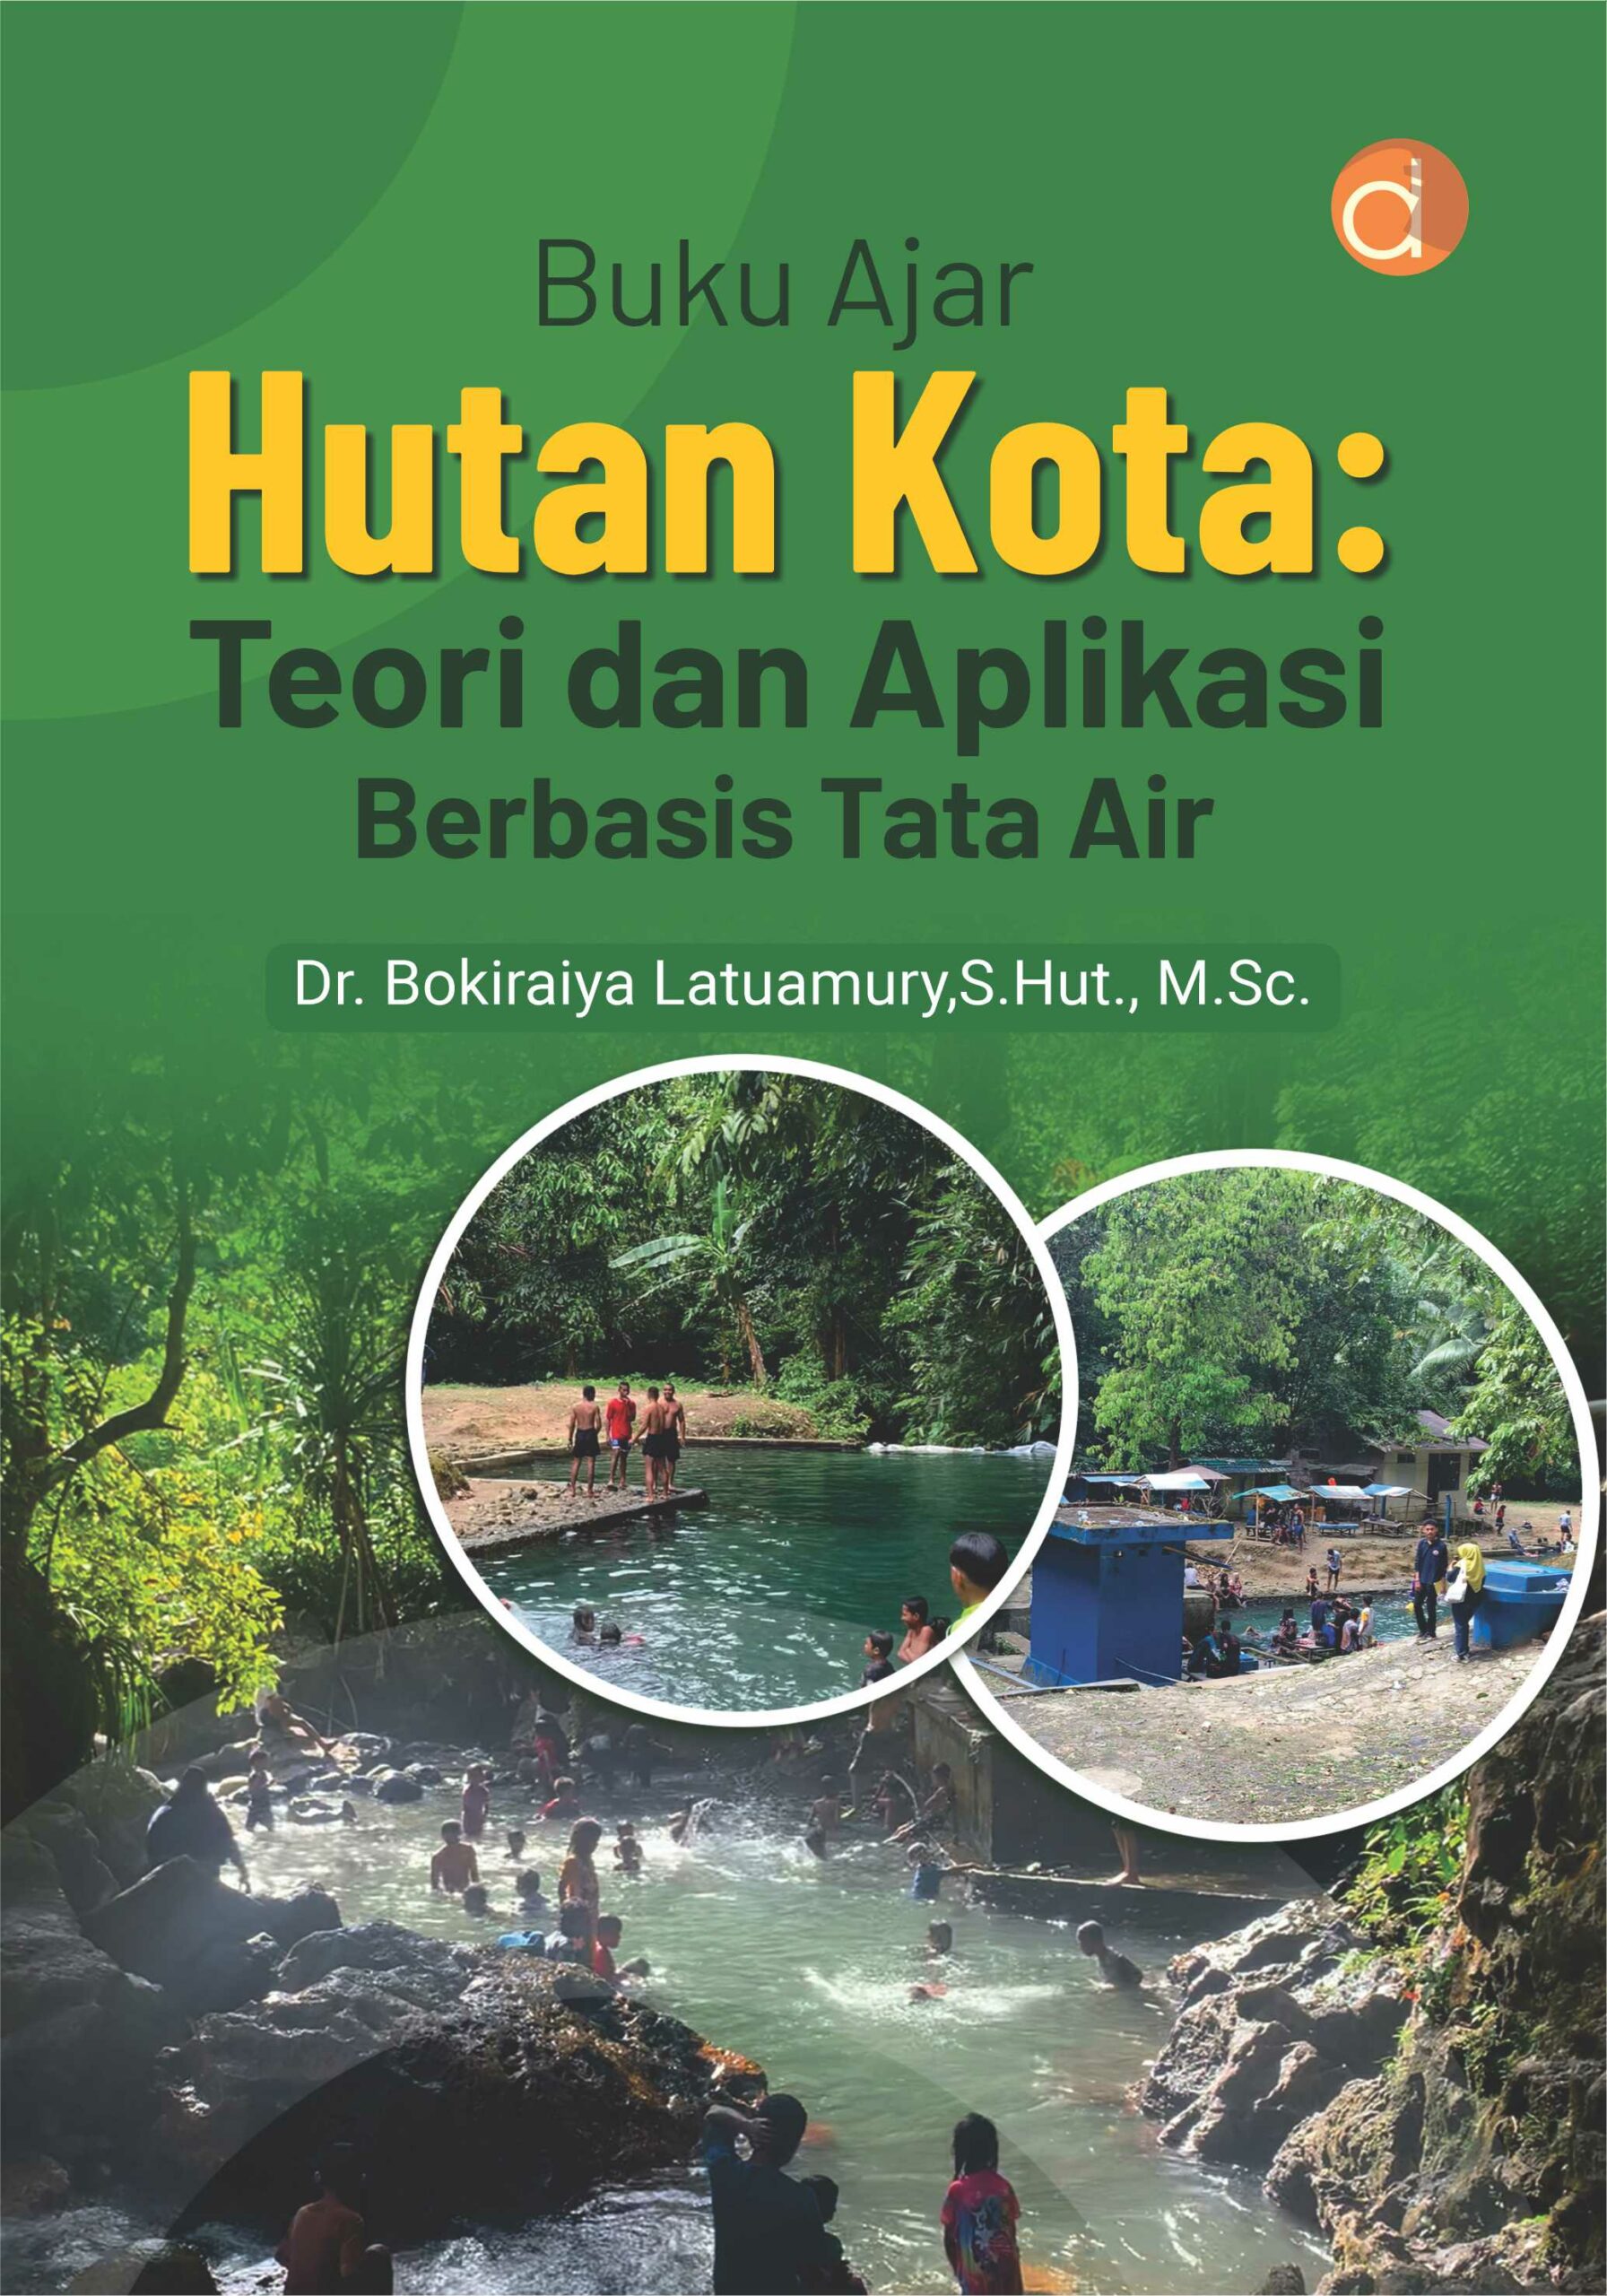 Buku Ajar
Hutan Kota:
Teori dan Aplikasi
Berbasis Tata Air
Dr. Bokiraiya Latuamury,S.Hut., M.Sc.